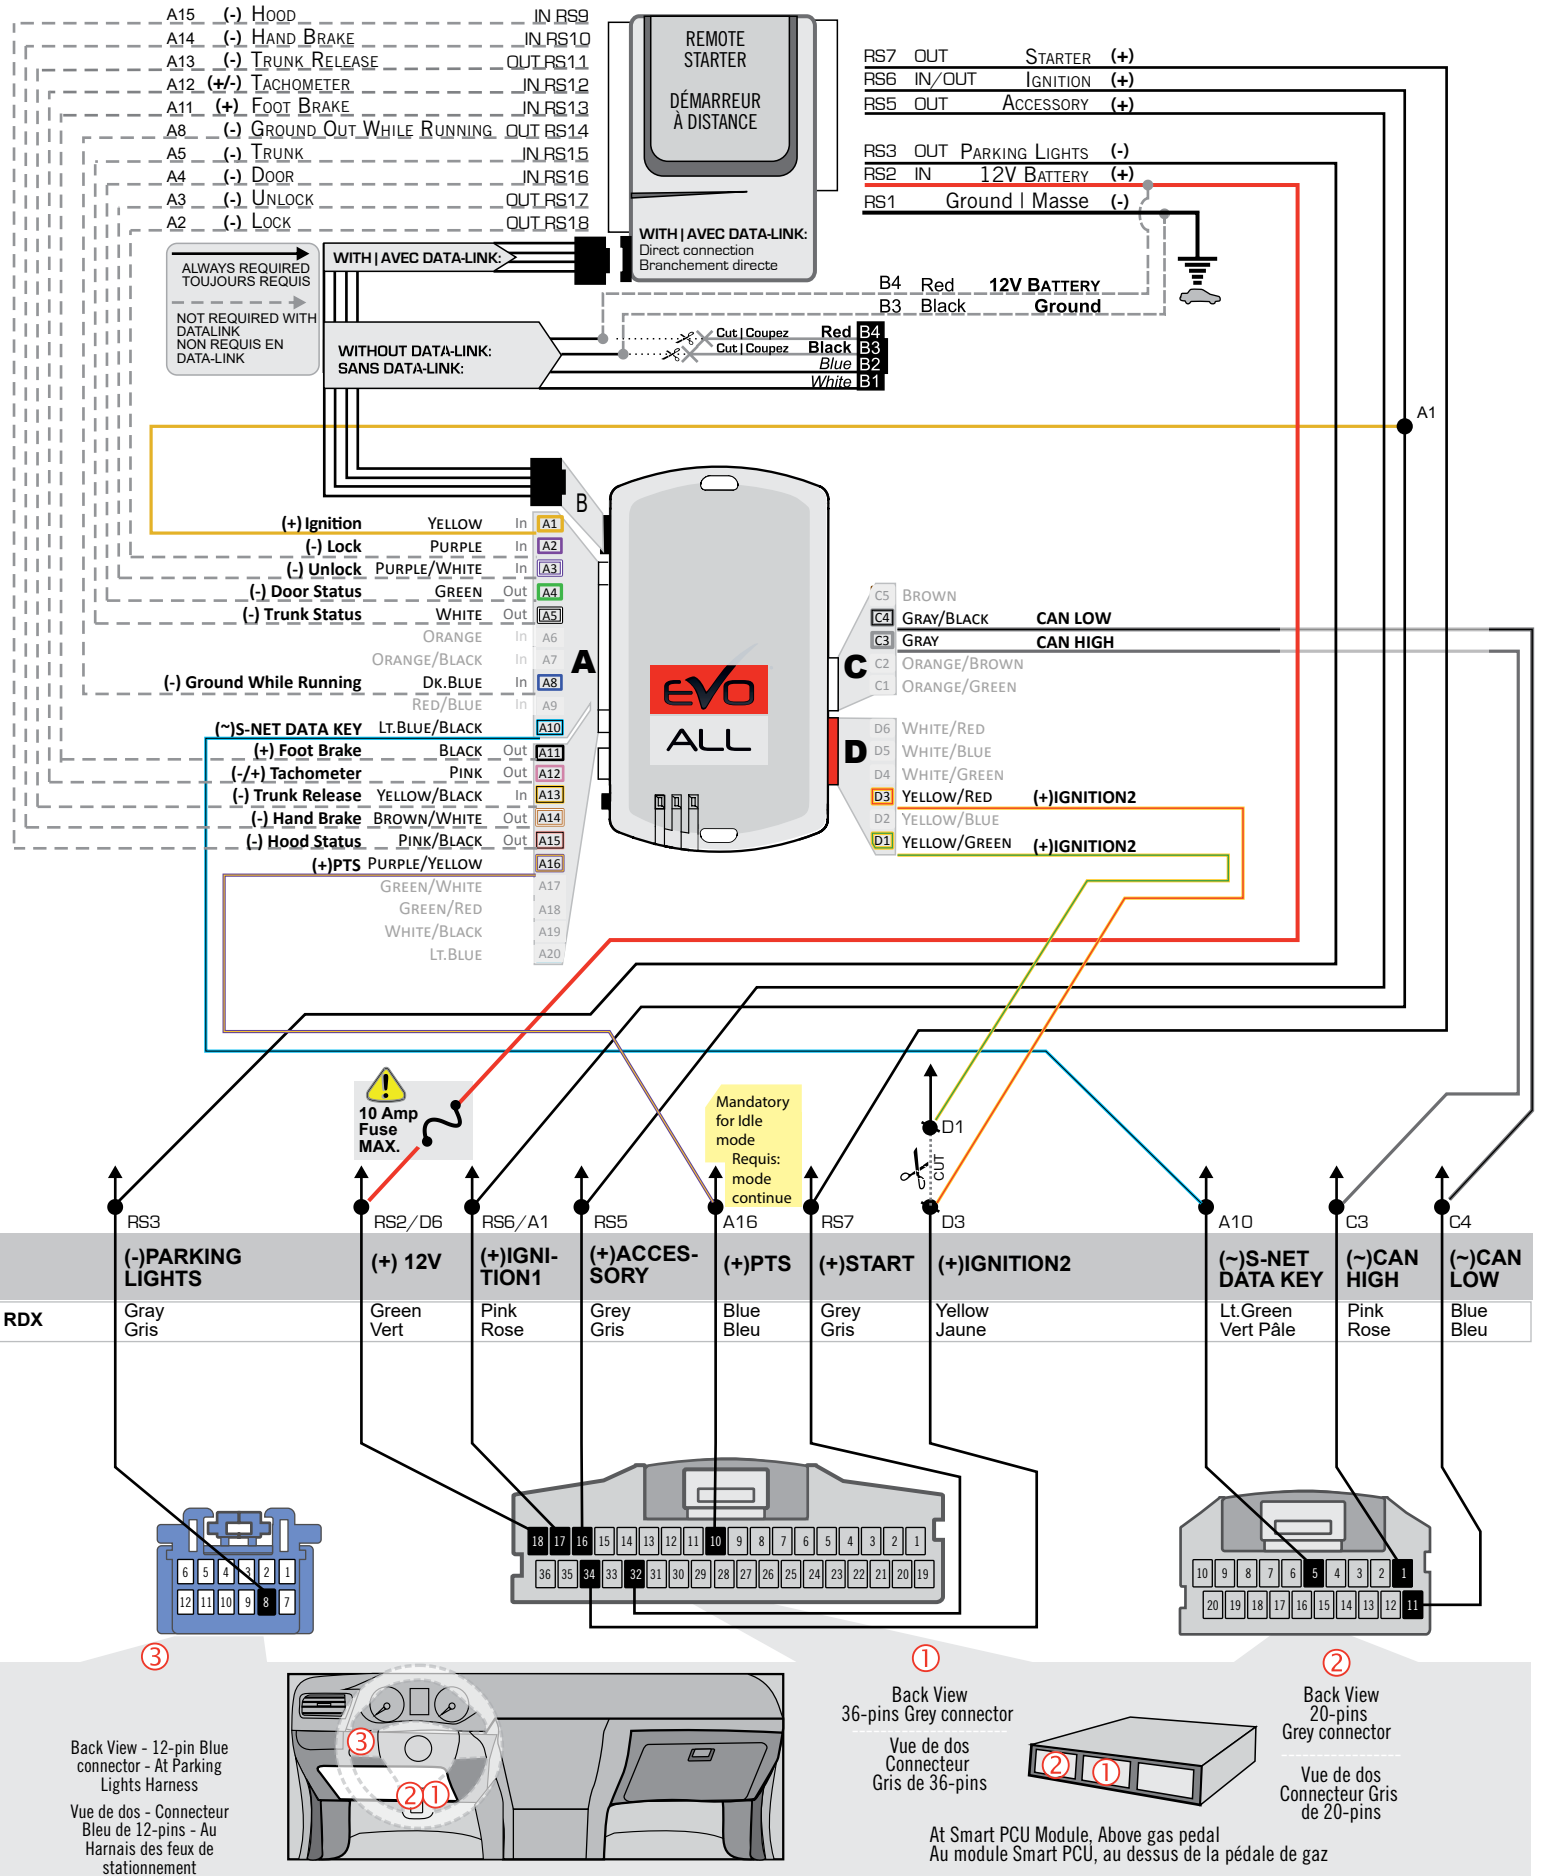 A15 (-) HOOD IN RS9
A14 (-) HAND BRAKE IN RS10
A13 (-) TRUNK RELEASE OUT RS11
A12 (+/-) TACHOMETER IN RS12
A11 (+) FOOT BRAKE IN RS13
A8 (-) GROUND OUT WHILE RUNNING OUT RS14
A5 (-) TRUNK IN RS15
A4 (-) DOOR IN RS16
A3 (-) UNLOCK OUT RS17
A2 (-) LOCK OUT RS18
REMOTE
STARTER
DÉMARREUR
À DISTANCE
WITH | AVEC DATA-LINK:
Direct connection
Branchement directe
RS7 OUT STARTER (+)
RS6 IN/OUT IGNITION (+)
RS5 OUT ACCESSORY (+)
RS3 OUT PARKING LIGHTS (-)
RS2 IN 12V BATTERY (+)
RS1 Ground | Masse (-)
ALWAYS REQUIRED
TOUJOURS REQUIS
NOT REQUIRED WITH
DATALINK
NON REQUIS EN
DATA-LINK
WITH | AVEC DATA-LINK:
WITHOUT DATA-LINK:
SANS DATA-LINK:
B4 Red 12V BATTERY
B3 Black Ground
Cut | Coupez Red B4
Cut | Coupez Black B3
Blue B2
White B1
A1
B
(+) Ignition YELLOW In A1
(-) Lock PURPLE In A2
(-) Unlock PURPLE/WHITE In A3
(-) Door Status GREEN Out A4
(-) Trunk Status WHITE Out A5
ORANGE In A6
ORANGE/BLACK In A7
(-) Ground While Running DK.BLUE In A8
RED/BLUE In A9
(~)S-NET DATA KEY LT.BLUE/BLACK A10
(+) Foot Brake BLACK Out A11
(-/+) Tachometer PINK Out A12
(-) Trunk Release YELLOW/BLACK In A13
(-) Hand Brake BROWN/WHITE Out A14
(-) Hood Status PINK/BLACK Out A15
(+)PTS PURPLE/YELLOW A16
GREEN/WHITE A17
GREEN/RED A18
WHITE/BLACK A19
LT.BLUE A20
A
EVO
ALL
C
C5 BROWN
C4 GRAY/BLACK CAN LOW
C3 GRAY CAN HIGH
C2 ORANGE/BROWN
C1 ORANGE/GREEN
D
D6 WHITE/RED
D5 WHITE/BLUE
D4 WHITE/GREEN
D3 YELLOW/RED (+)IGNITION2
D2 YELLOW/BLUE
D1 YELLOW/GREEN (+)IGNITION2
10 Amp
Fuse
MAX.
Mandatory
for Idle
mode
Requis:
mode
continue
D1
CUT
RS3 RS2/D6 RS6/A1 RS5 A16 RS7 D3 A10 C3 C4
(-)PARKING
LIGHTS
(+) 12V
(+)IGNI-
TION1
(+)ACCES-
SORY
(+)PTS
(+)START
(+)IGNITION2
(~)S-NET
DATA KEY
(~)CAN
HIGH
(~)CAN
LOW
RDX
Gray
Gris
Green
Vert
Pink
Rose
Grey
Gris
Blue
Bleu
Grey
Gris
Yellow
Jaune
Lt.Green
Vert Pâle
Pink
Rose
Blue
Bleu
6 5 4 3 2 1
12 11 10 9 8 7
18 17 16 15 14 13 12 11 10 9 8 7 6 5 4 3 2 1
36 35 34 33 32 31 30 29 28 27 26 25 24 23 22 21 20 19
10 9 8 7 6 5 4 3 2 1
20 19 18 17 16 15 14 13 12 11
3
Back View - 12-pin Blue
connector - At Parking
Lights Harness
Vue de dos - Connecteur
Bleu de 12-pins - Au
Harnais des feux de
stationnement
3
2 1
1
Back View
36-pins Grey connector
Vue de dos
Connecteur
Gris de 36-pins
2 1
2
Back View
20-pins
Grey connector
Vue de dos
Connecteur Gris
de 20-pins
At Smart PCU Module, Above gas pedal
Au module Smart PCU, au dessus de la pédale de gaz